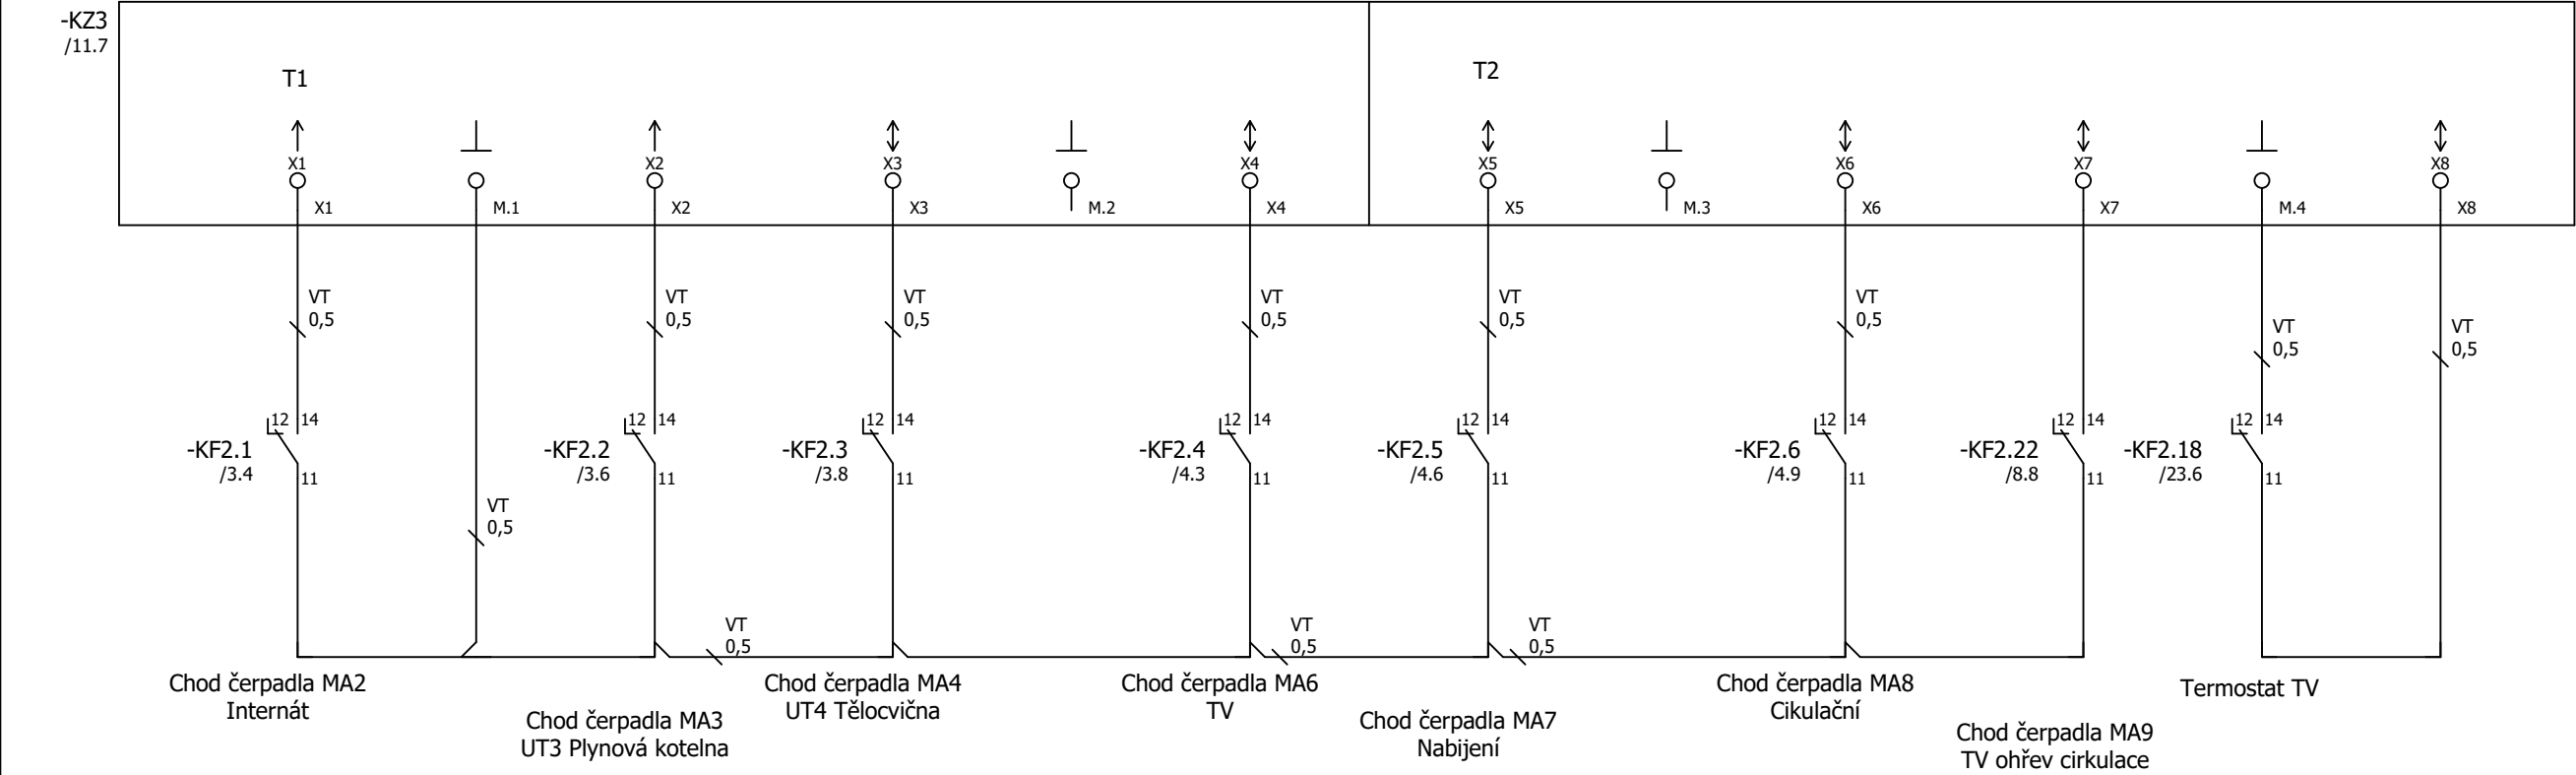 -KZ3
/11.7
T1
T2
X1
X2
X3
X4
X5
X6
X7
X8
X1
M.1
X2
X3
M.2
X4
X5
M.3
X6
X7
M.4
X8
VT
0,5
VT
0,5
VT
0,5
VT
0,5
VT
0,5
VT
0,5
VT
0,5
VT
0,5
-KF2.1
/3.4
12 14
11
-KF2.2
/3.6
12 14
11
-KF2.3
/3.8
12 14
11
-KF2.4
/4.3
12 14
11
-KF2.5
/4.6
12 14
11
-KF2.6
/4.9
12 14
11
-KF2.22
/8.8
12 14
11
-KF2.18
/23.6
12 14
11
VT
0,5
VT
0,5
VT
0,5
VT
0,5
Chod čerpadla MA2
Internát
Chod čerpadla MA3
UT3 Plynová kotelna
Chod čerpadla MA4
UT4 Tělocvična
Chod čerpadla MA6
TV
Chod čerpadla MA7
Nabijení
Chod čerpadla MA8
Cikulační
Chod čerpadla MA9
TV ohřev cirkulace
Termostat TV